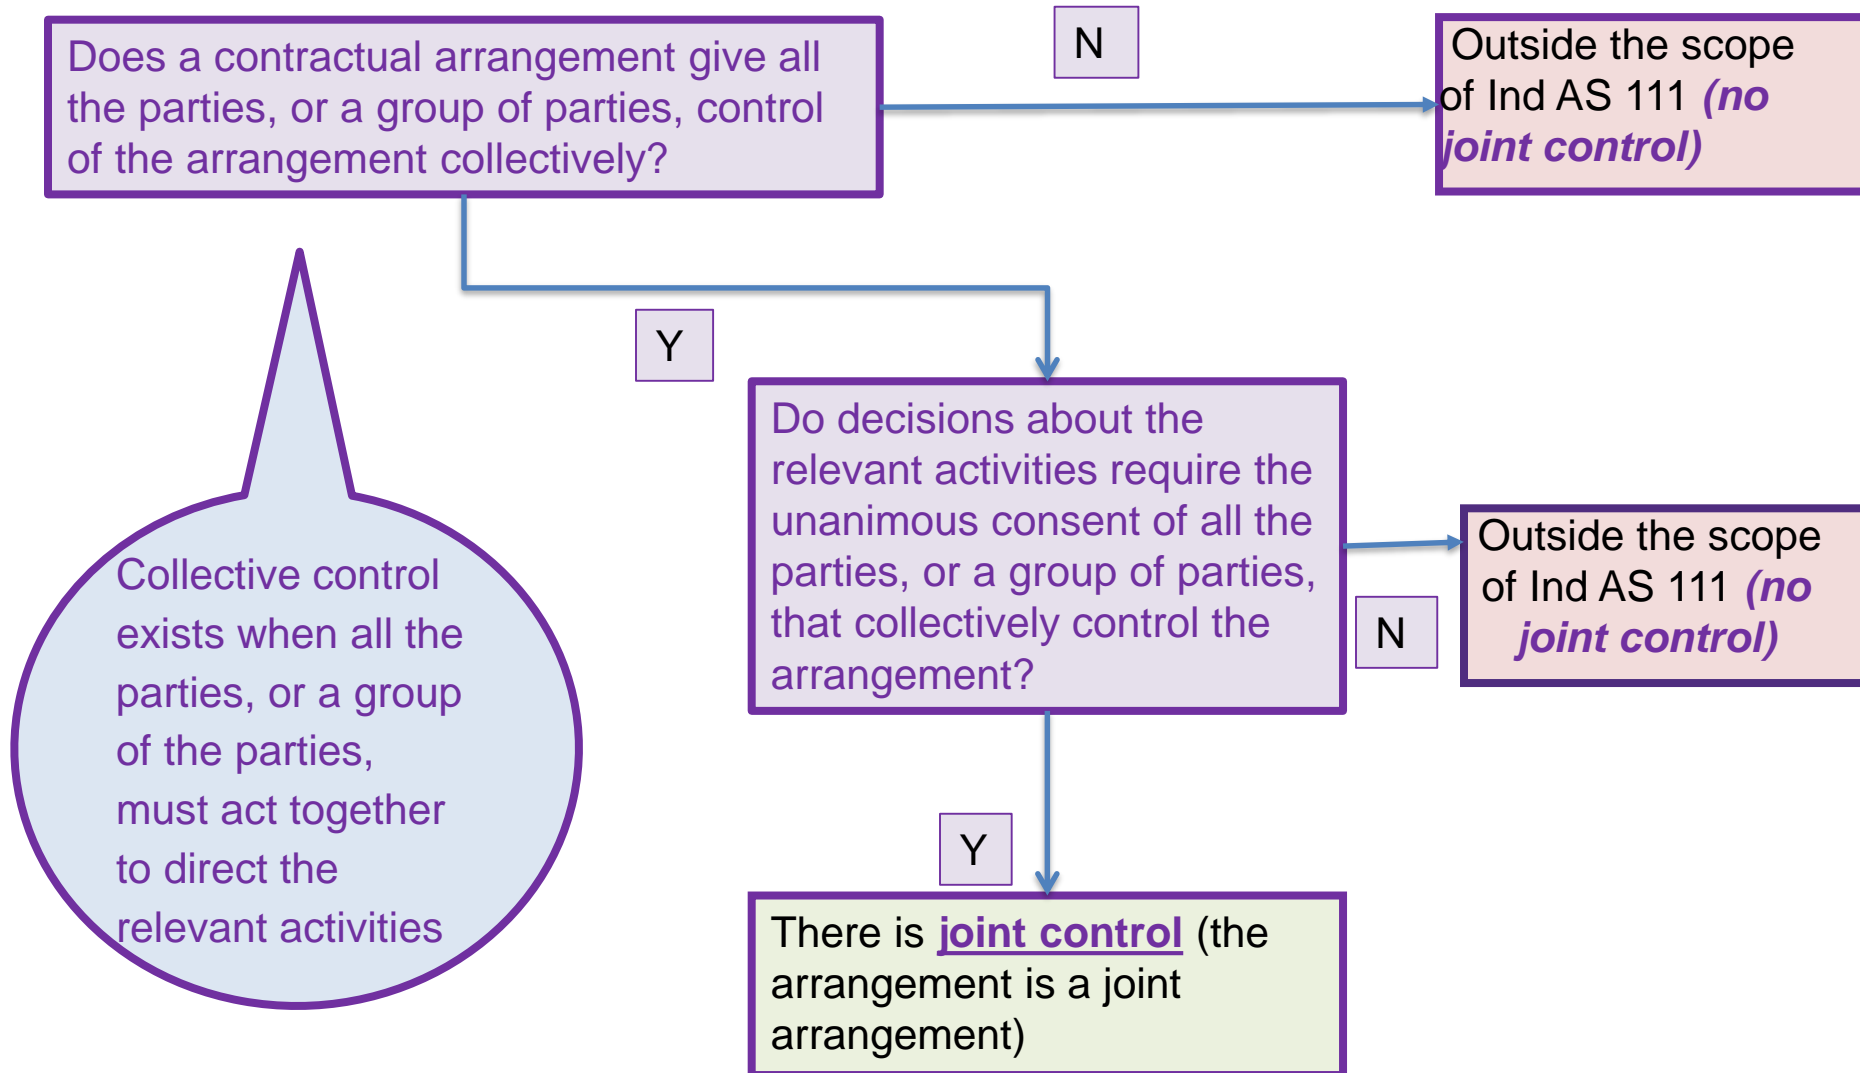 Does a contractual arrangement give all
the parties, or a group of parties, control
of the arrangement collectively?
N
Outside the scope
of Ind AS 111 (no
joint control)
Y
Do decisions about the
relevant activities require the
unanimous consent of all the
parties, or a group of parties,
that collectively control the
arrangement?
N
Outside the scope
of Ind AS 111 (no
joint control)
Collective control
exists when all the
parties, or a group
of the parties,
must act together
to direct the
relevant activities
Y
There is joint control (the
arrangement is a joint
arrangement)